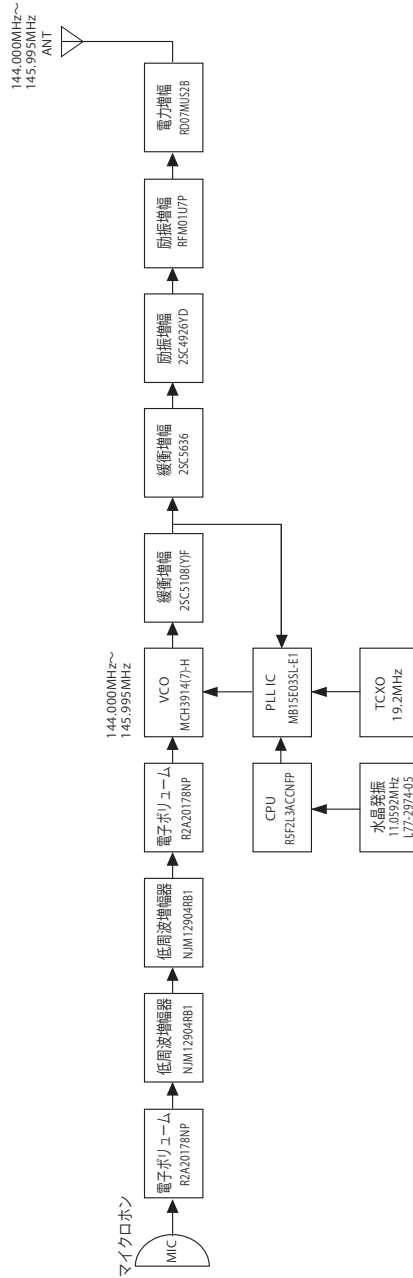 マイクロホン
MIC
電子ボリューム
R2A20178NP
低周波増幅器
NJM12904RB1
低周波増幅器
NJM12904RB1
電子ボリューム
R2A20178NP
144.000MHz～
145.995MHz
VCO
MCH3914(7)-H
緩衝増幅
2SC5108(Y)F
緩衝増幅
2SC5636
励振増幅
2SC4926YD
励振増幅
RFM01U7P
電力増幅
RD07MUS2B
144.000MHz～
145.995MHz
ANT
CPU
R5F2L3ACCNFP
PLL IC
MB15E03SL-E1
水晶発振
11.0592MHz
L77-2974-05
TCXO
19.2MHz